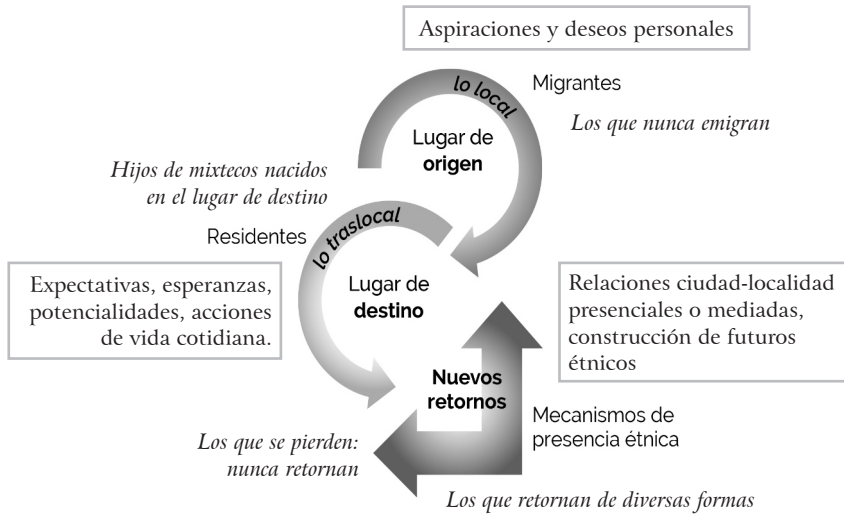 Aspiraciones y deseos personales
lo local
Migrantes
Lugar de
origen
Los que nunca emigran
Hijos de mixtecos nacidos
en el lugar de destino
Residentes
lo traslocal
Lugar de
destino
Expectativas, esperanzas,
potencialidades, acciones
de vida cotidiana.
Relaciones ciudad-localidad
presenciales o mediadas,
construcción de futuros
étnicos
Nuevos
retornos
Mecanismos de
presencia étnica
Los que se pierden:
nunca retornan
Los que retornan de diversas formas